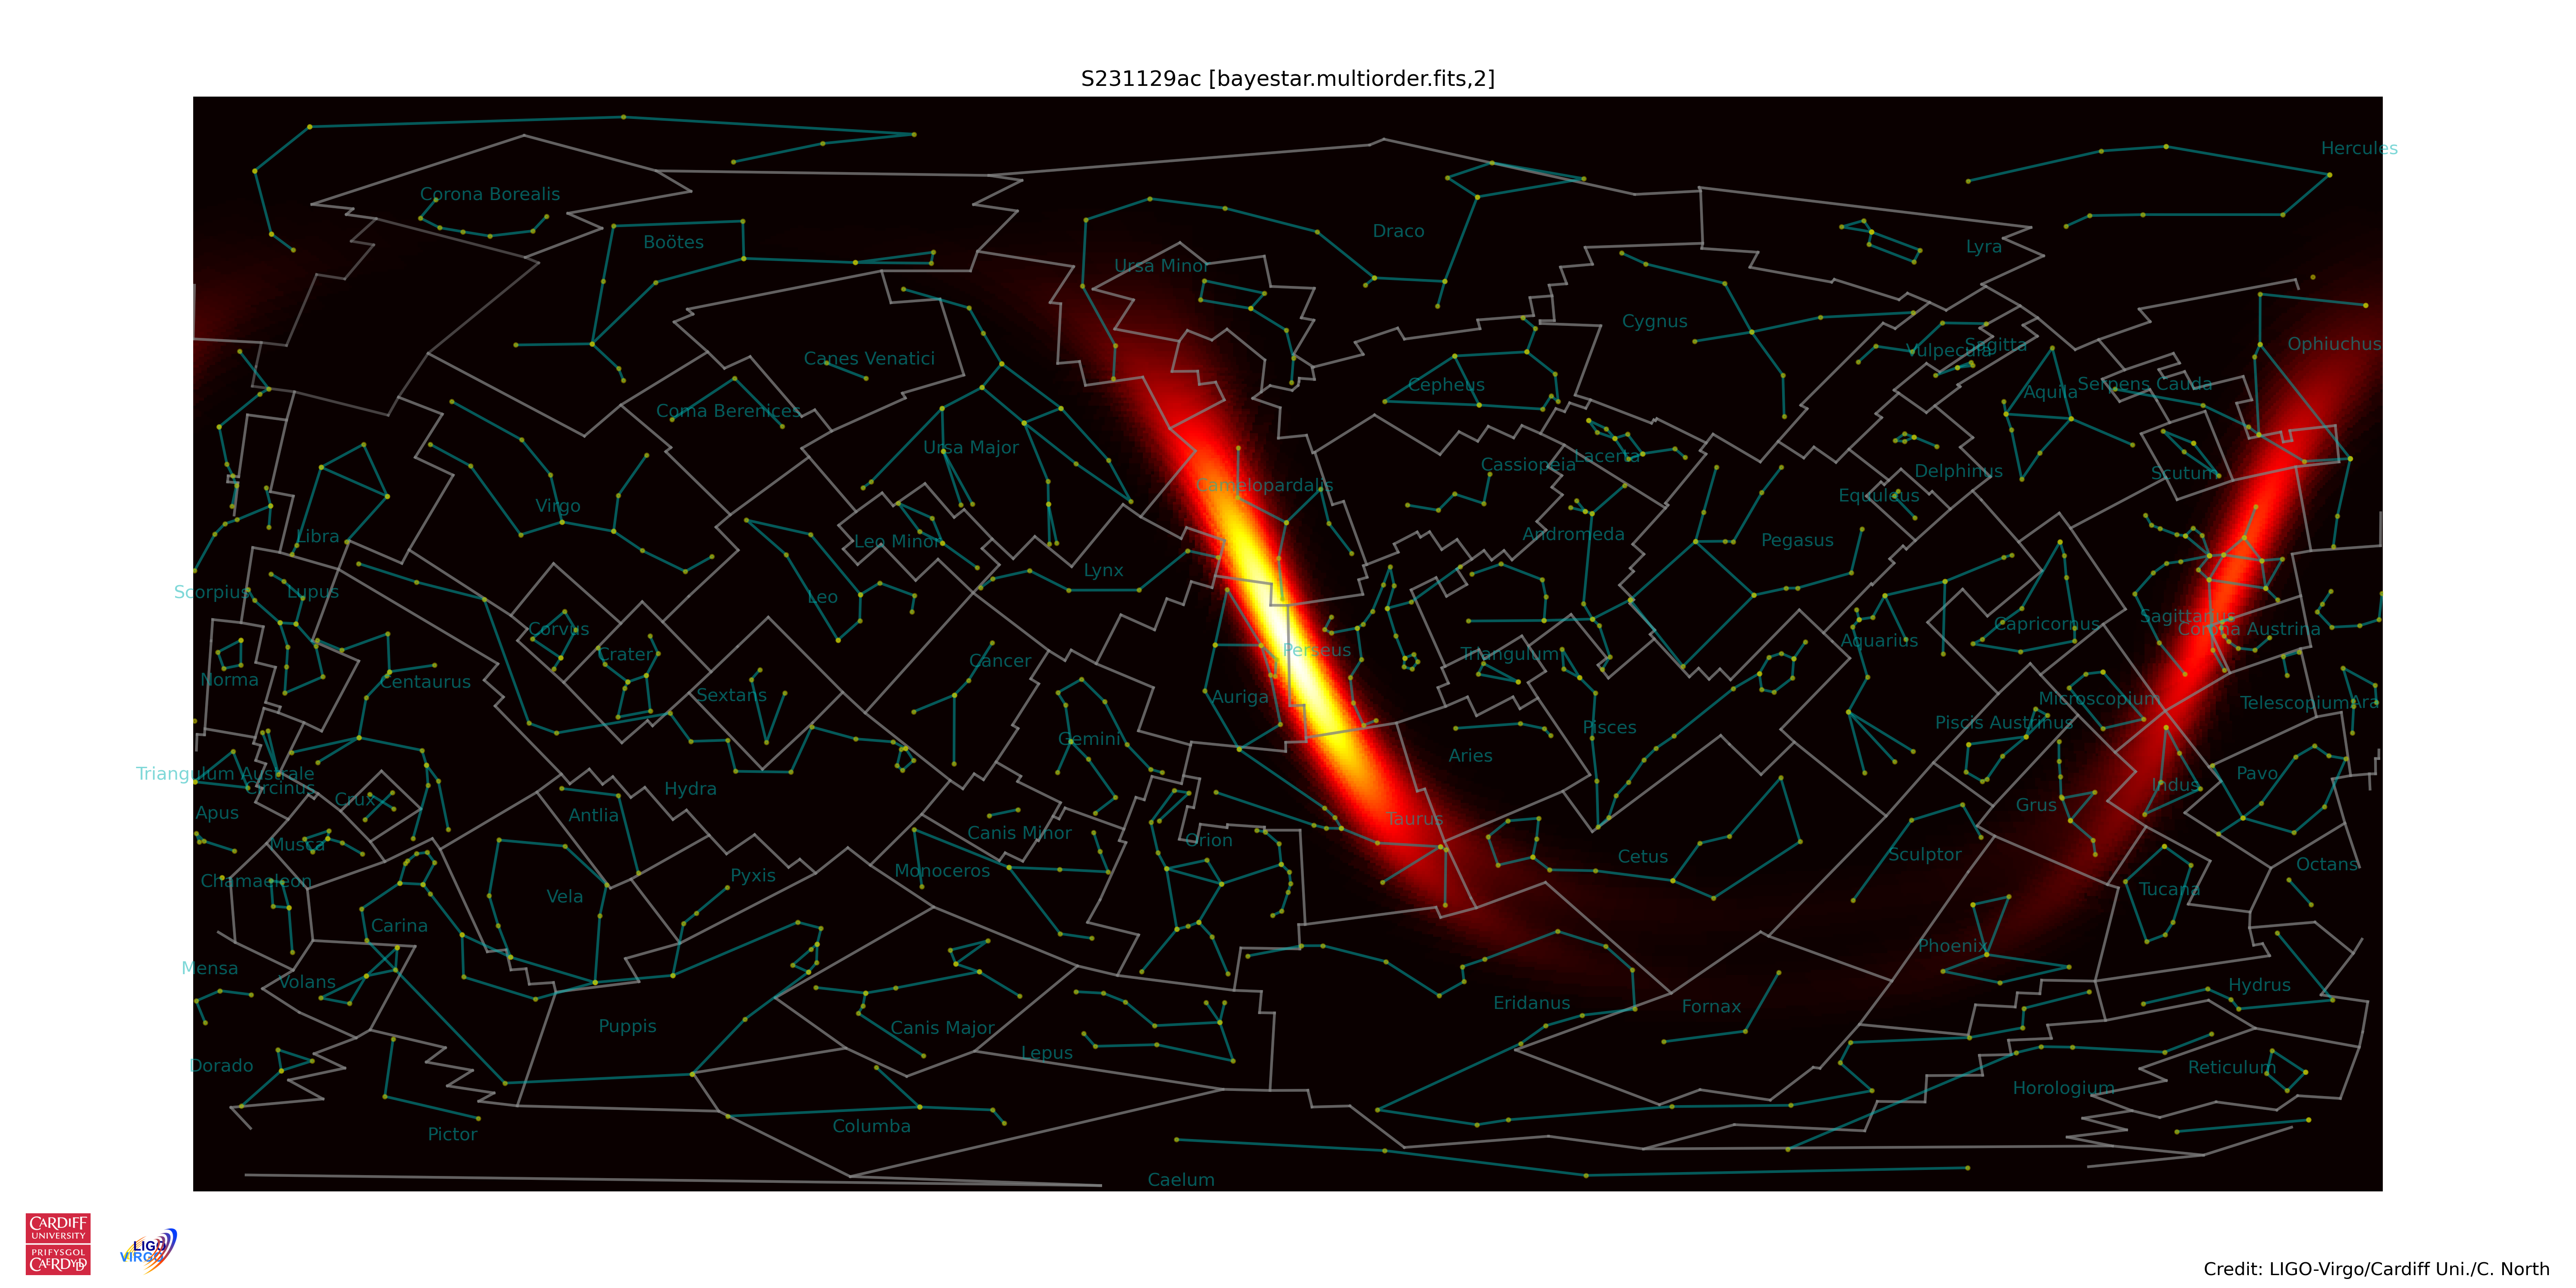 S231129ac [bayestar.multiorder.fits,2]
Hercules
Corona Borealis
Draco
Boötes
Lyra
Ursa Minor
Cygnus
Ophiuchus
Vulpecula
Sagitta
Canes Venatici
Cepheus
Serpens Cauda
Aquila
Coma Berenices
Ursa Major
Lacerta
Cassiopeia
Delphinus
Scutum
Camelopardalis
Equuleus
Virgo
Andromeda
Libra
Leo Minor
Pegasus
Lynx
Scorpius
Lupus
Leo
Sagittarius
Capricornus
Corvus
Corona Austrina
Aquarius
Perseus
Crater
Triangulum
Cancer
Norma
Centaurus
Sextans
Auriga
Microscopium
Telescopium
Ara
Piscis Austrinus
Pisces
Gemini
Aries
Triangulum Australe
Pavo
Circinus
Hydra
Indus
Crux
Grus
Apus
Antlia
Taurus
Canis Minor
Orion
Musca
Cetus
Sculptor
Octans
Monoceros
Pyxis
Chamaeleon
Tucana
Vela
Carina
Phoenix
Mensa
Volans
Hydrus
Eridanus
Fornax
Puppis
Canis Major
Lepus
Dorado
Reticulum
Horologium
Columba
Pictor
Caelum
CARDIFF
UNIVERSITY
PRIFYSGOL
CAERDYDD
LIGO
VIRGO
Credit: LIGO-Virgo/Cardiff Uni./C. North